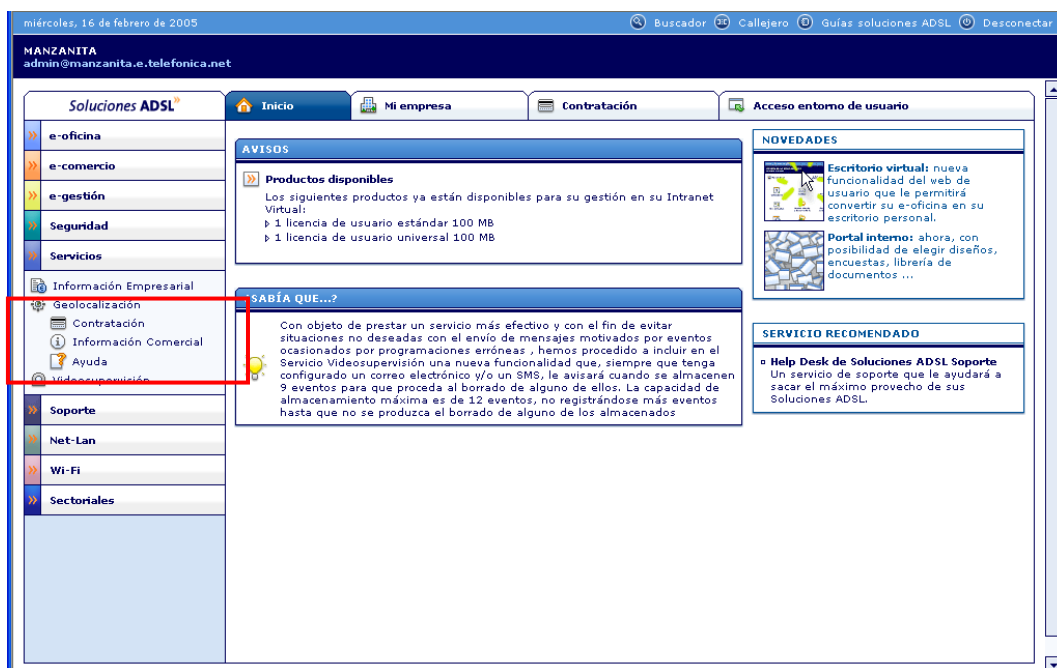 miércoles, 16 de febrero de 2005
Buscador Callejero Guías soluciones ADSL Desconectar
MANZANITA
admin@manzanita.e.telefonica.net
Soluciones ADSL»
Inicio
Mi empresa
Contratación
Acceso entorno de usuario
e-oficina
e-comercio
e-gestión
Seguridad
Servicios
Información Empresarial
Geolocalización
Contratación
Información Comercial
Ayuda
Videosupervisión
Soporte
Net-Lan
Wi-Fi
Sectoriales
AVISOS
Productos disponibles
Los siguientes productos ya están disponibles para su gestión en su Intranet
Virtual:
1 licencia de usuario estándar 100 MB
1 licencia de usuario universal 100 MB
¿SABÍA QUE...?
Con objeto de prestar un servicio más efectivo y con el fin de evitar
situaciones no deseadas con el envío de mensajes motivados por eventos
ocasionados por programaciones erróneas , hemos procedido a incluir en el
Servicio Videosupervisión una nueva funcionalidad que, siempre que tenga
configurado un correo electrónico y/o un SMS, le avisará cuando se almacenen
9 eventos para que proceda al borrado de alguno de ellos. La capacidad de
almacenamiento máxima es de 12 eventos, no registrándose más eventos
hasta que no se produzca el borrado de alguno de los almacenados
NOVEDADES
Escritorio virtual: nueva
funcionalidad del web de
usuario que le permitirá
convertir su e-oficina en su
escritorio personal.
Portal interno: ahora, con
posibilidad de elegir diseños,
encuestas, librería de
documentos ...
SERVICIO RECOMENDADO
Help Desk de Soluciones ADSL Soporte
Un servicio de soporte que le ayudará a
sacar el máximo provecho de sus
Soluciones ADSL.